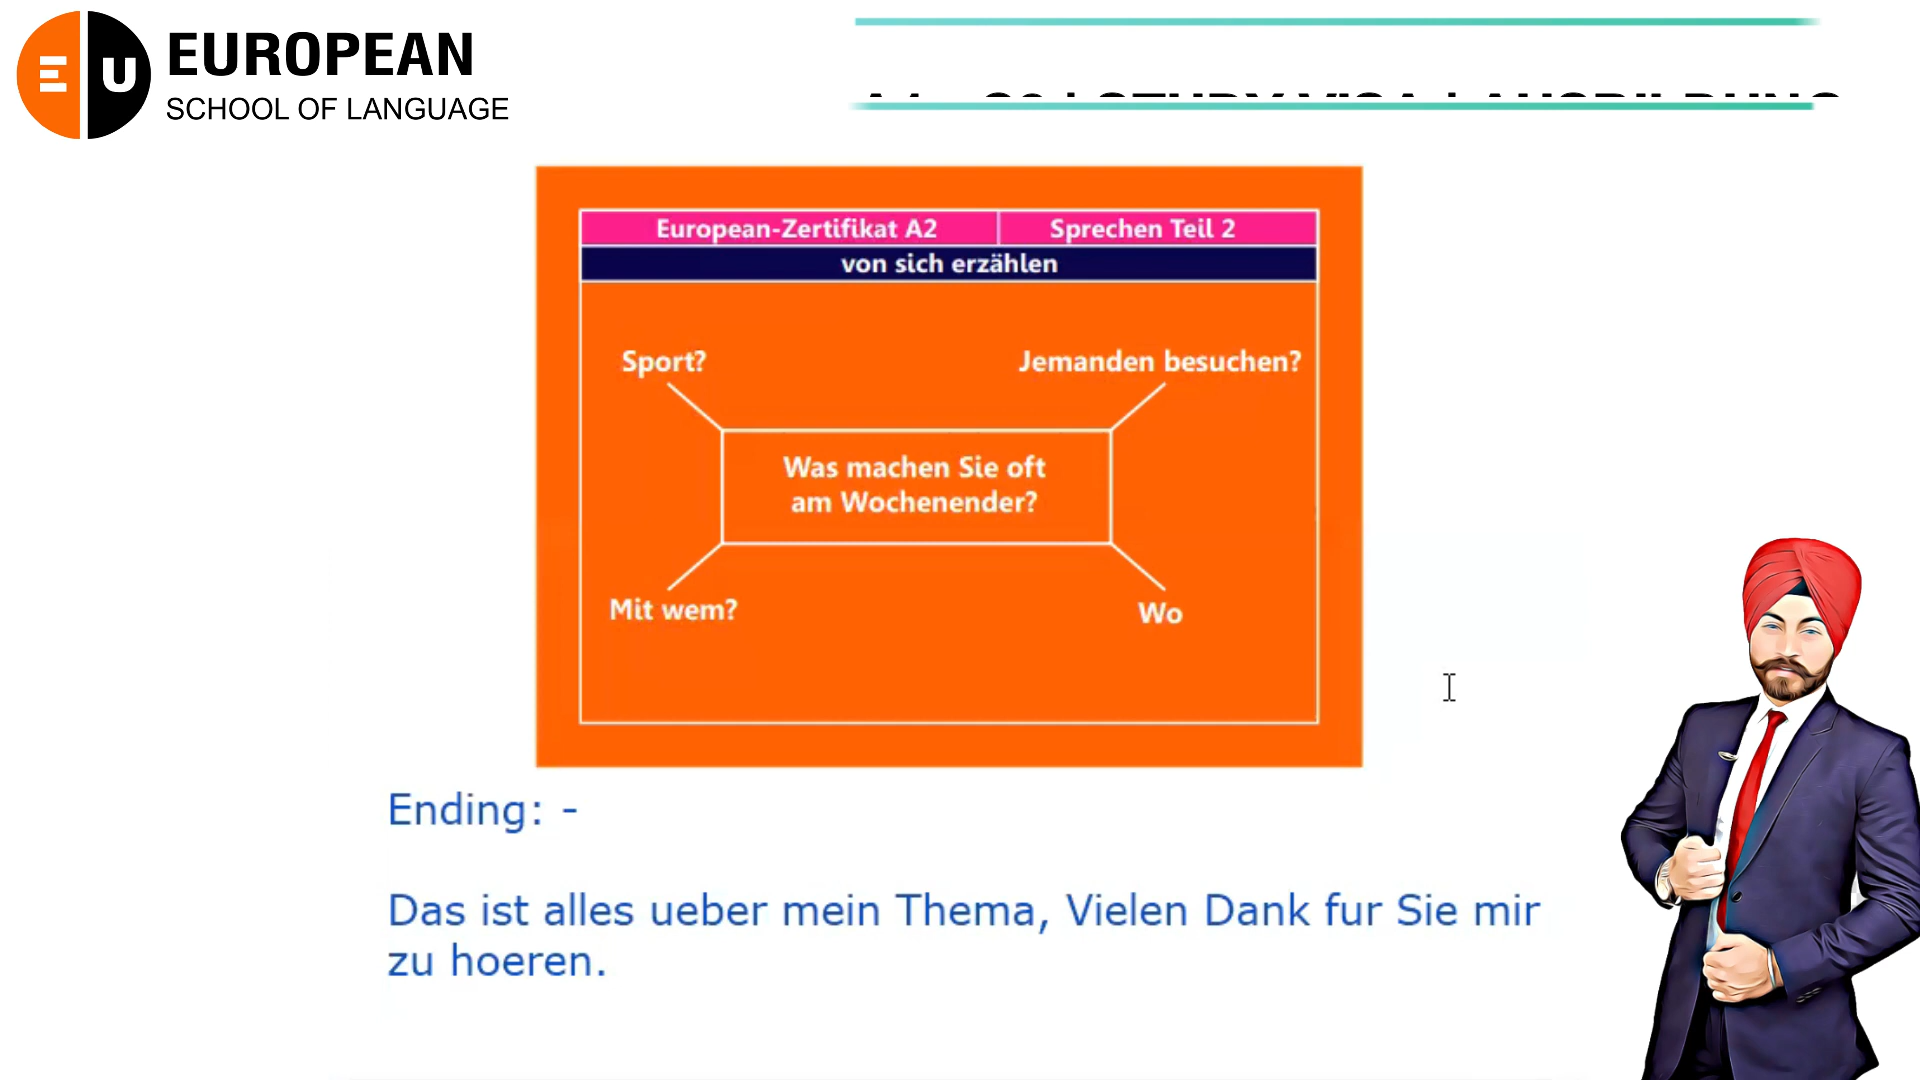 EU EUROPEAN
SCHOOL OF LANGUAGE
European-Zertifikat A2 Sprechen Teil 2
von sich erzählen
Sport? Jemanden besuchen?
Was machen Sie oft
am Wochenender?
Mit wem? Wo
Ending: -
Das ist alles ueber mein Thema, Vielen Dank fur Sie mir
zu hoeren.